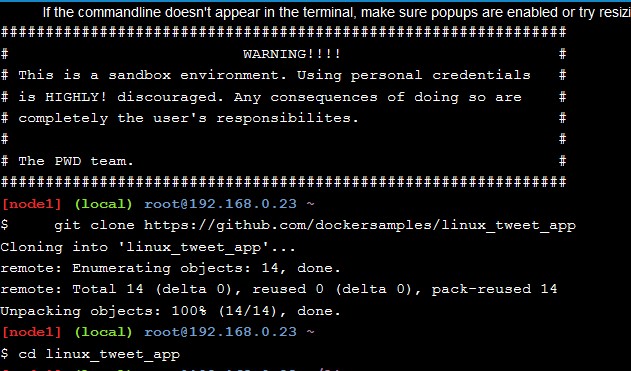 If the commandline doesn't appear in the terminal, make sure popups are enabled or try resizi
###############################################################
# WARNING!!!! #
# This is a sandbox environment. Using personal credentials #
# is HIGHLY! discouraged. Any consequences of doing so are #
# completely the user's responsibilites. #
# #
# The PWD team. #
###############################################################
[node1] (local) root@192.168.0.23 ~
$ git clone https://github.com/dockersamples/linux_tweet_app
Cloning into 'linux_tweet_app'...
remote: Enumerating objects: 14, done.
remote: Total 14 (delta 0), reused 0 (delta 0), pack-reused 14
Unpacking objects: 100% (14/14), done.
[node1] (local) root@192.168.0.23 ~
$ cd linux_tweet_app